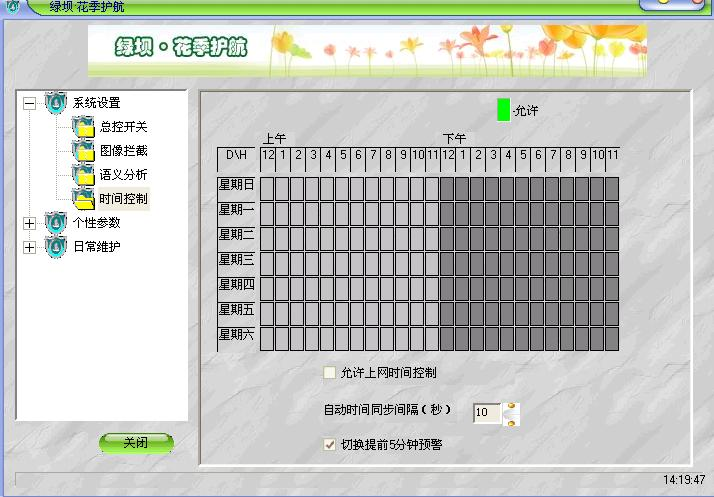 绿坝·花季护航
绿坝·花季护航
系统设置
总控开关
图像拦截
语义分析
时间控制
个性参数
日常维护
关闭
-允许
上午 下午
D\H 12 1 2 3 4 5 6 7 8 9 10 11 12 1 2 3 4 5 6 7 8 9 10 11
星期日
星期一
星期二
星期三
星期四
星期五
星期六
允许上网时间控制
自动时间同步间隔(秒) 10
切换提前5分钟预警
14:19:47